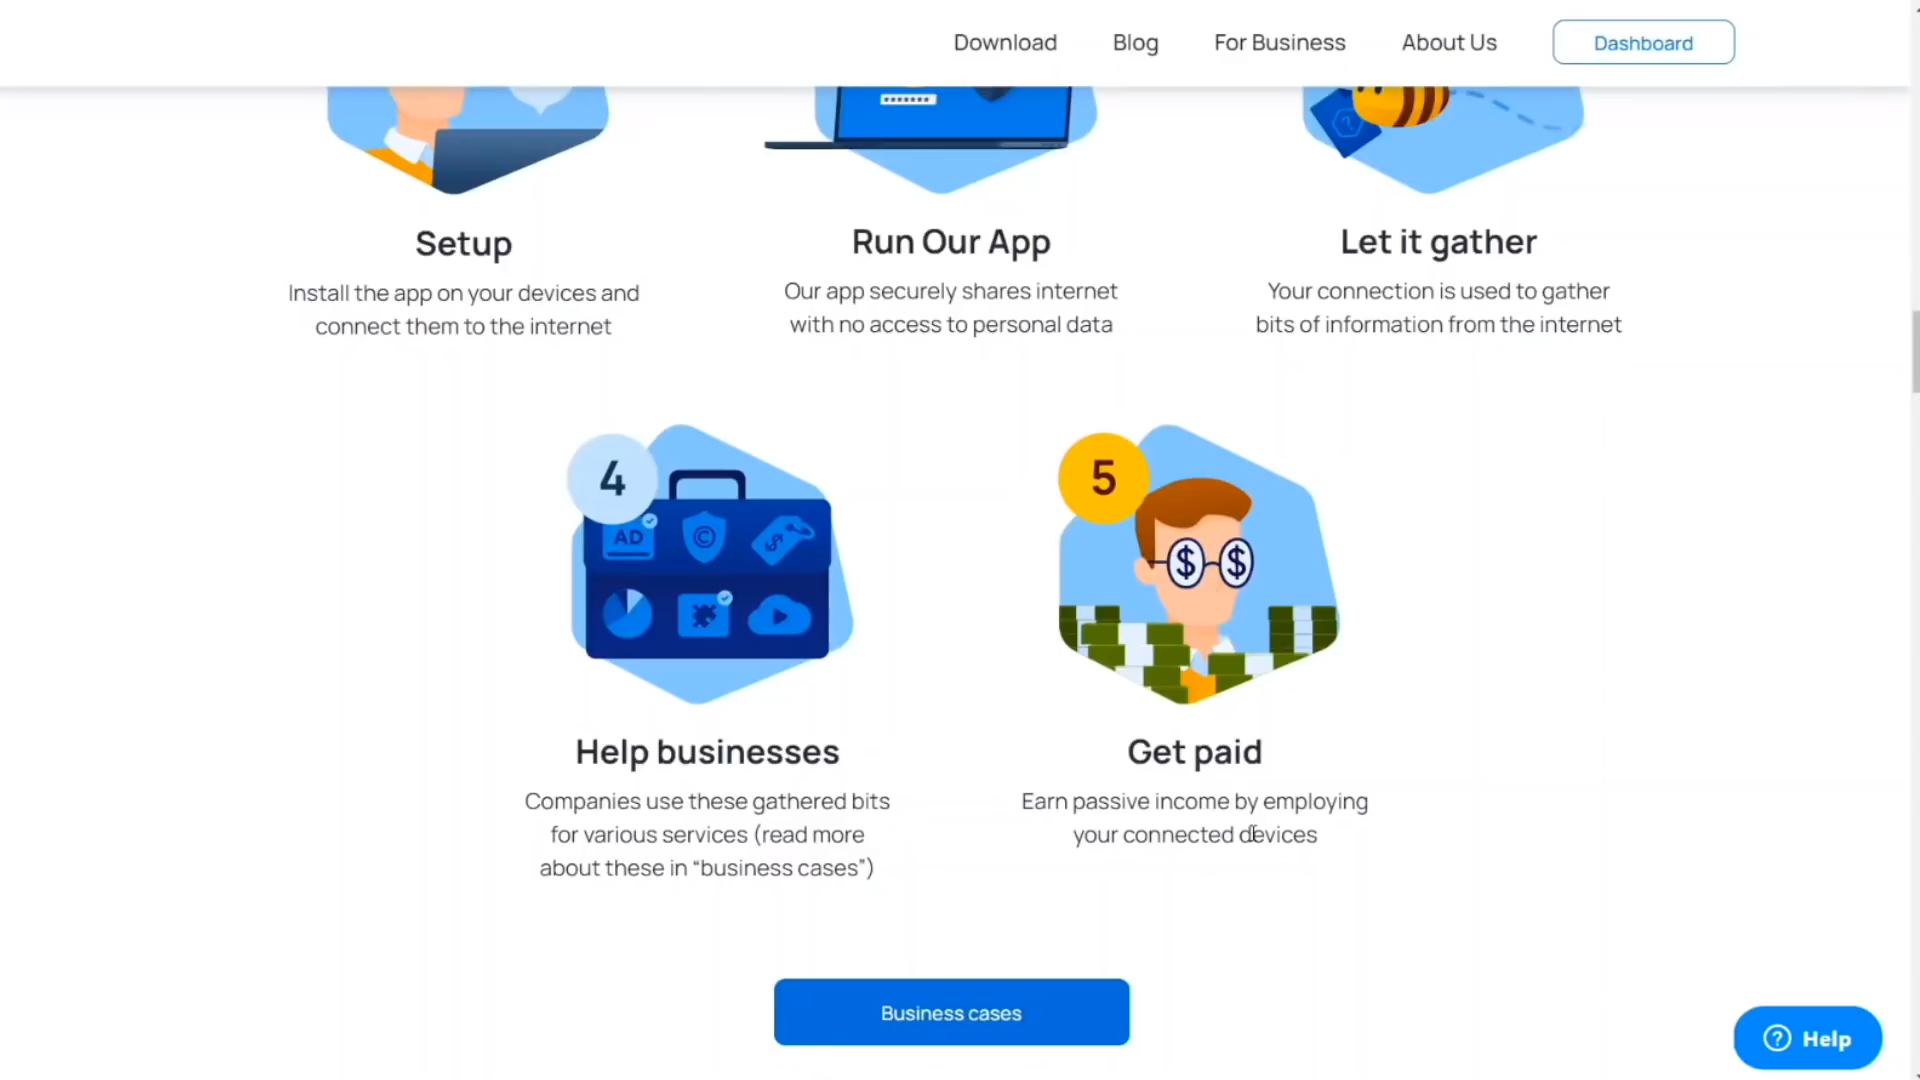 Download
Blog
For Business
About Us
Dashboard
*******
?
Setup
Install the app on your devices and
connect them to the internet
Run Our App
Our app securely shares internet
with no access to personal data
Let it gather
Your connection is used to gather
bits of information from the internet
4
AD
©
$
Help businesses
Companies use these gathered bits
for various services (read more
about these in “business cases”)
5
$ $
Get paid
Earn passive income by employing
your connected devices
Business cases
? Help